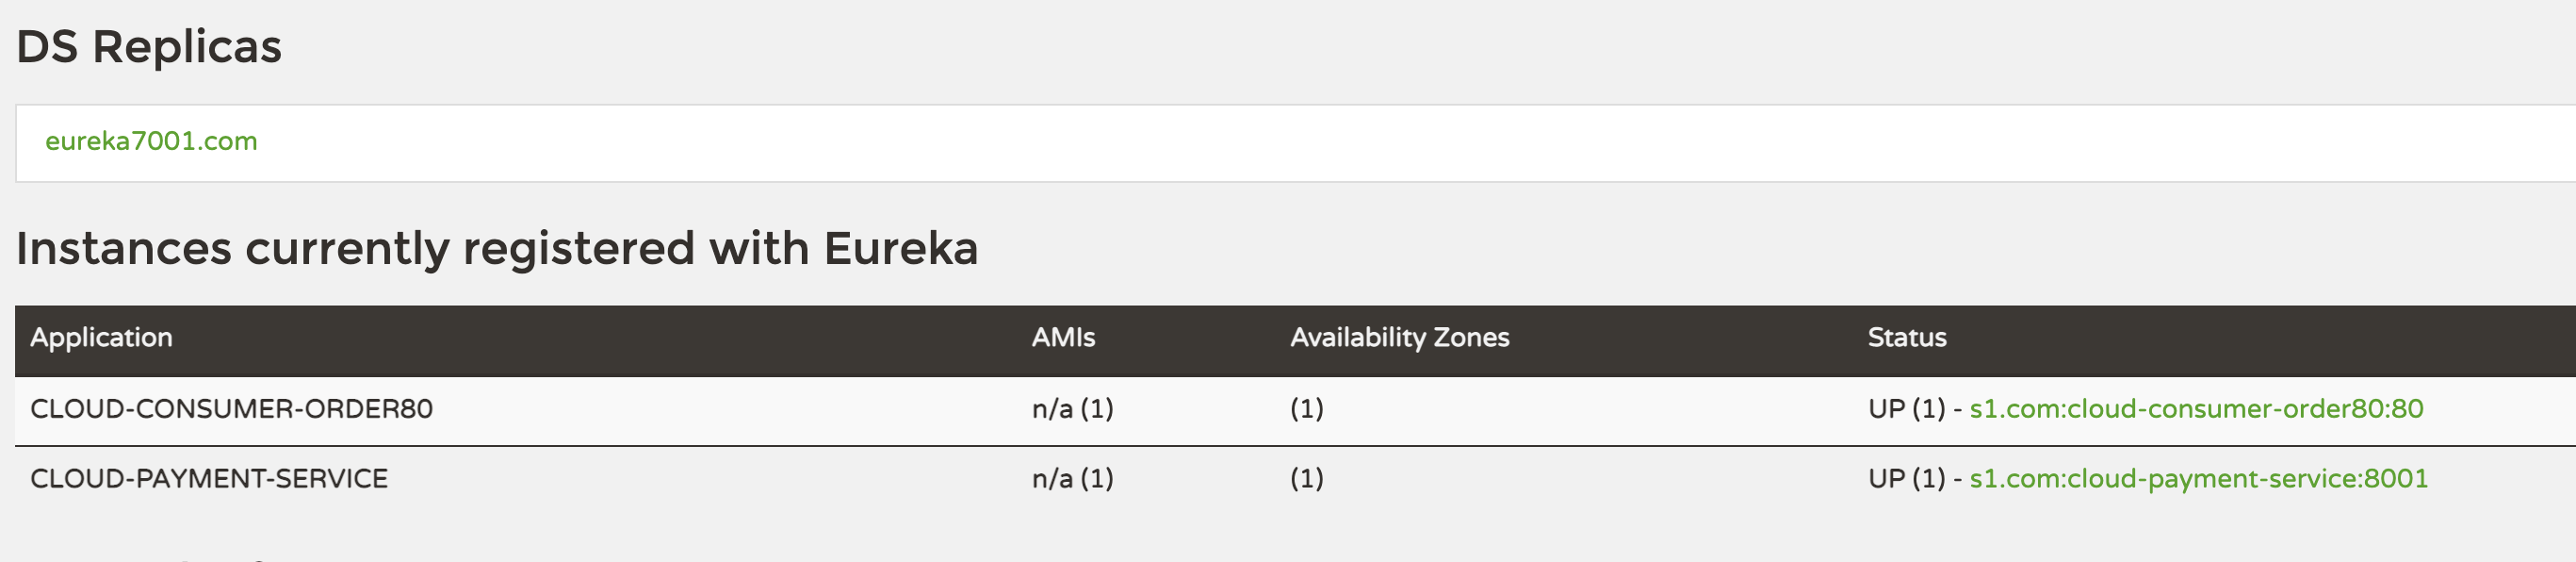 DS Replicas
eureka7001.com
Instances currently registered with Eureka
Application AMIs Availability Zones Status
CLOUD-CONSUMER-ORDER80 n/a (1) (1) UP (1) - s1.com:cloud-consumer-order80:80
CLOUD-PAYMENT-SERVICE n/a (1) (1) UP (1) - s1.com:cloud-payment-service:8001